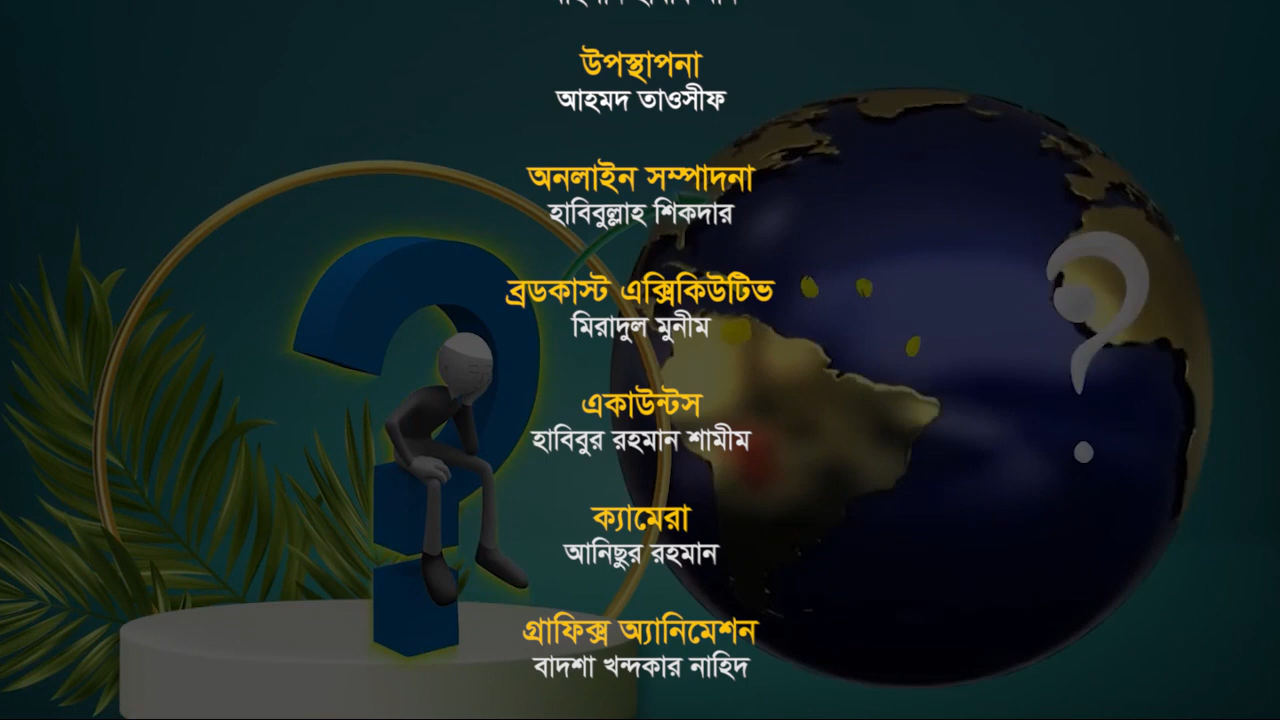 উপস্থাপনা
আহমদ তাওসীফ
অনলাইন সম্পাদনা
হাবিবুল্লাহ শিকদার
ব্রডকাস্ট এক্সিকিউটিভ
মিরাদুল মুনীম
একাউন্টস
হাবিবুর রহমান শামীম
ক্যামেরা
আনিছুর রহমান
গ্রাফিক্স অ্যানিমেশন
বাদশা খন্দকার নাহিদ